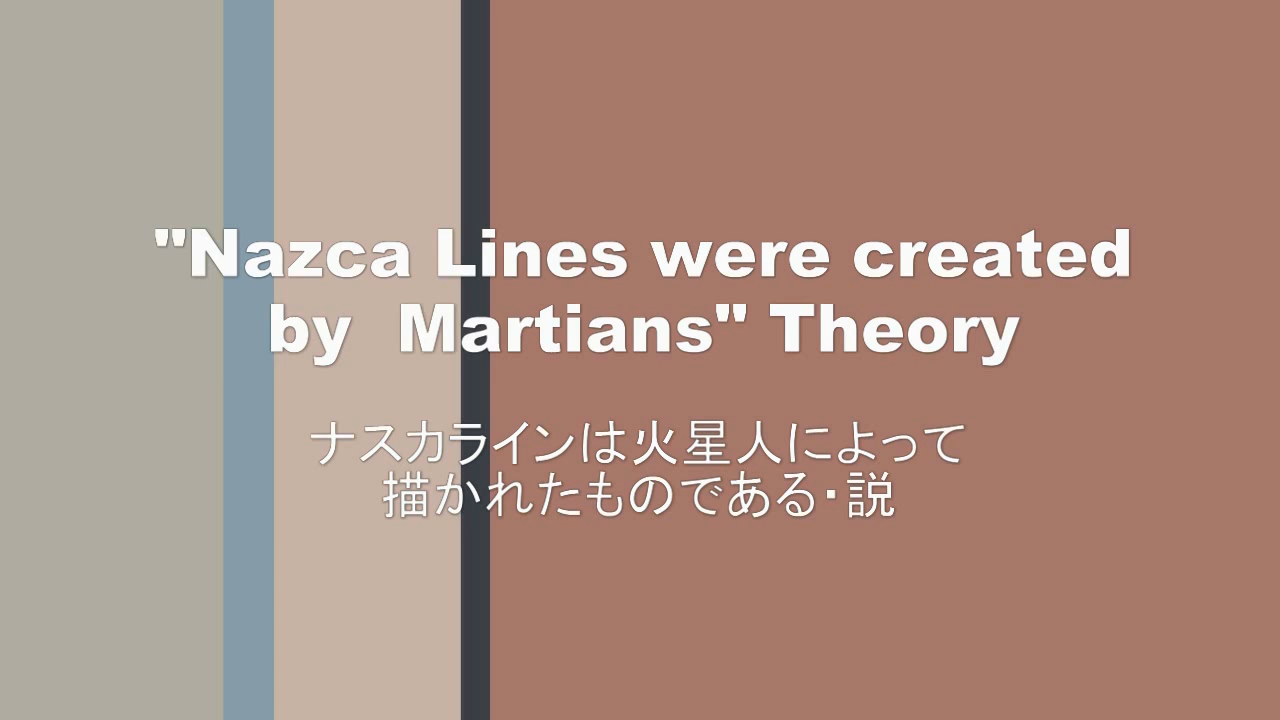 "Nazca Lines were created
by  Martians" Theory
ナスカラインは火星人によって
描かれたものである・説